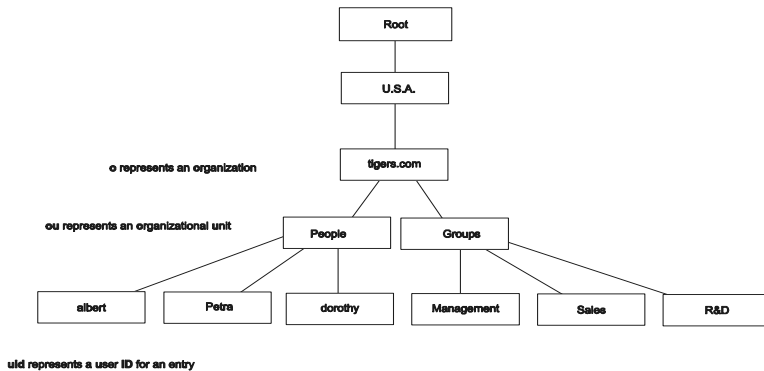 Root
U.S.A.
tigers.com
o represents an organization
ou represents an organizational unit
People
Groups
albert
Petra
dorothy
Management
Sales
R&D
uid represents a user ID for an entry